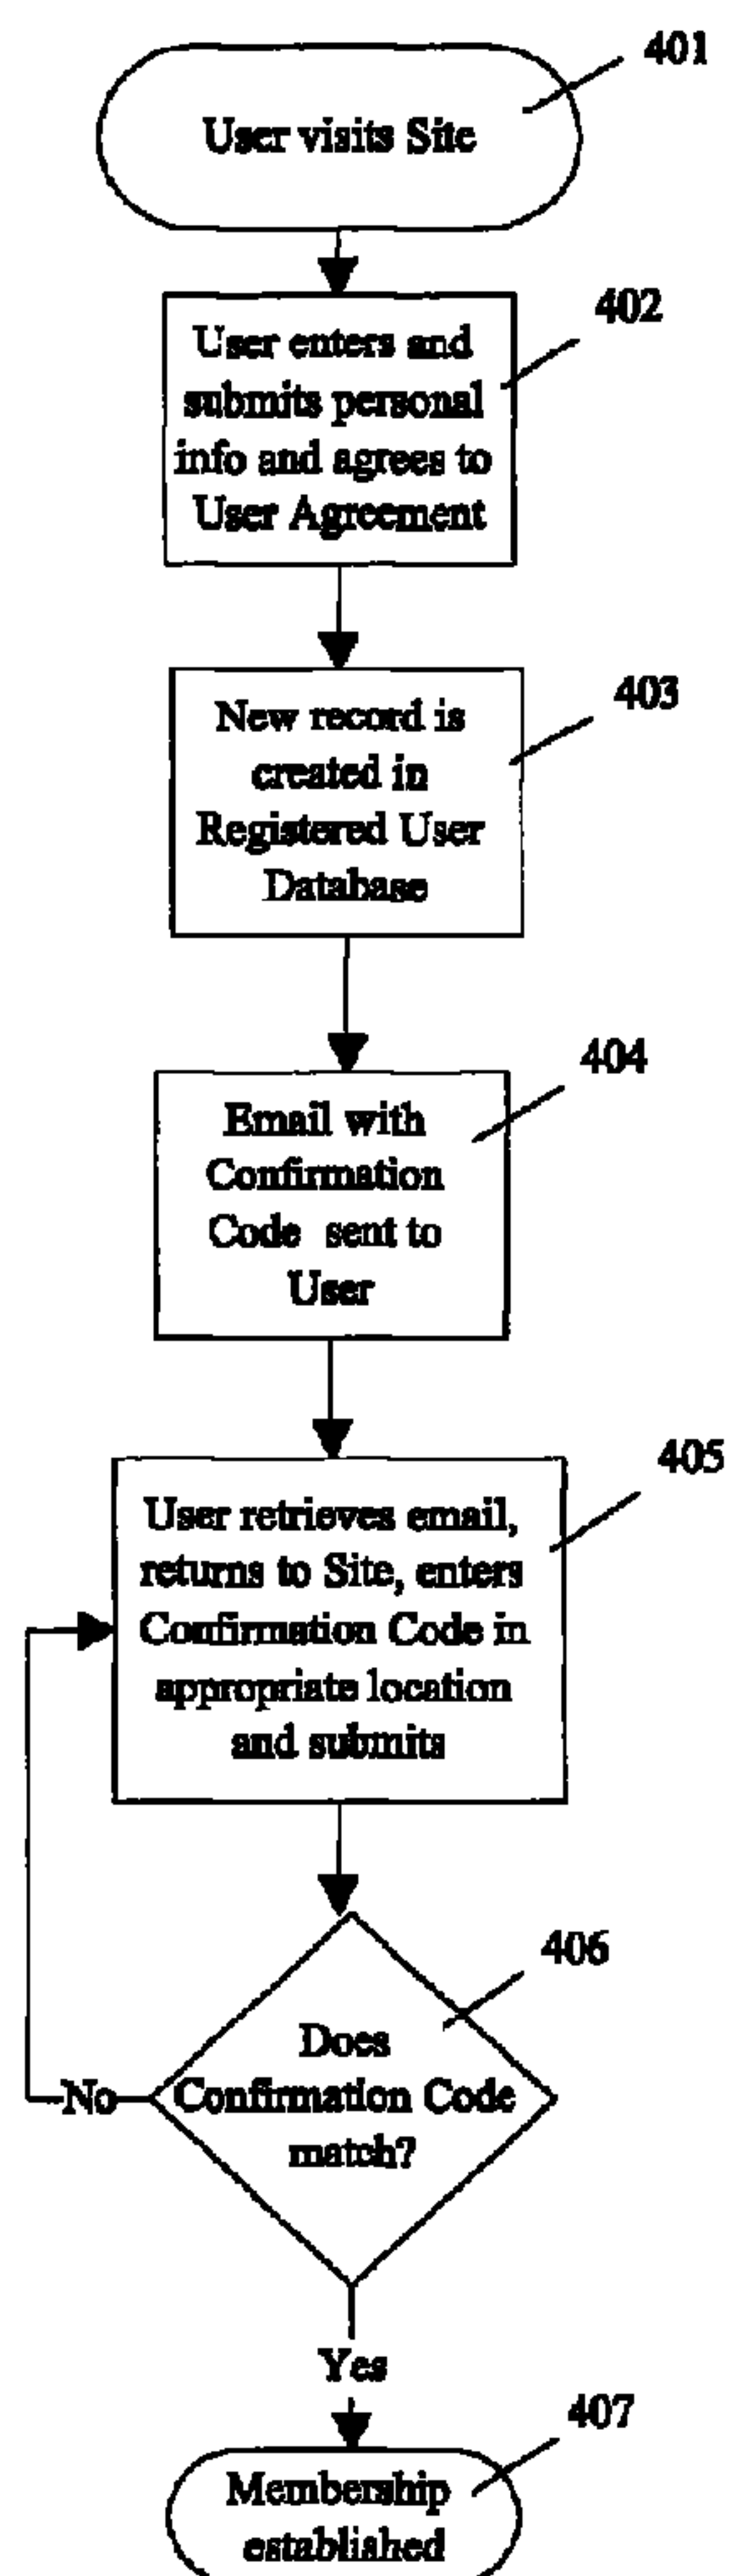 401
User visits Site
402
User enters and
submits personal
info and agrees to
User Agreement
403
New record is
created in
Registered User
Database
404
Email with
Confirmation
Code sent to
User
405
User retrieves email,
returns to Site, enters
Confirmation Code in
appropriate location
and submits
406
Does
Confirmation Code
match?
No
Yes
407
Membership
established